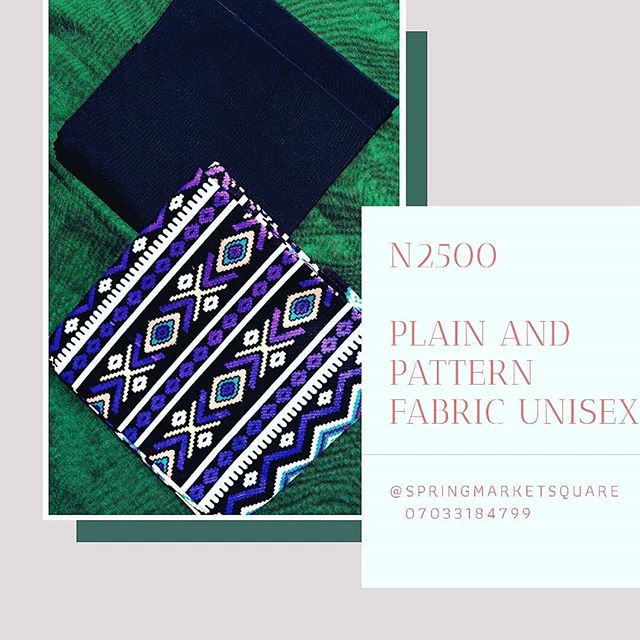 N2500
PLAIN AND
PATTERN
FABRIC UNISEX
@SPRINGMARKETSQUARE
07033184799